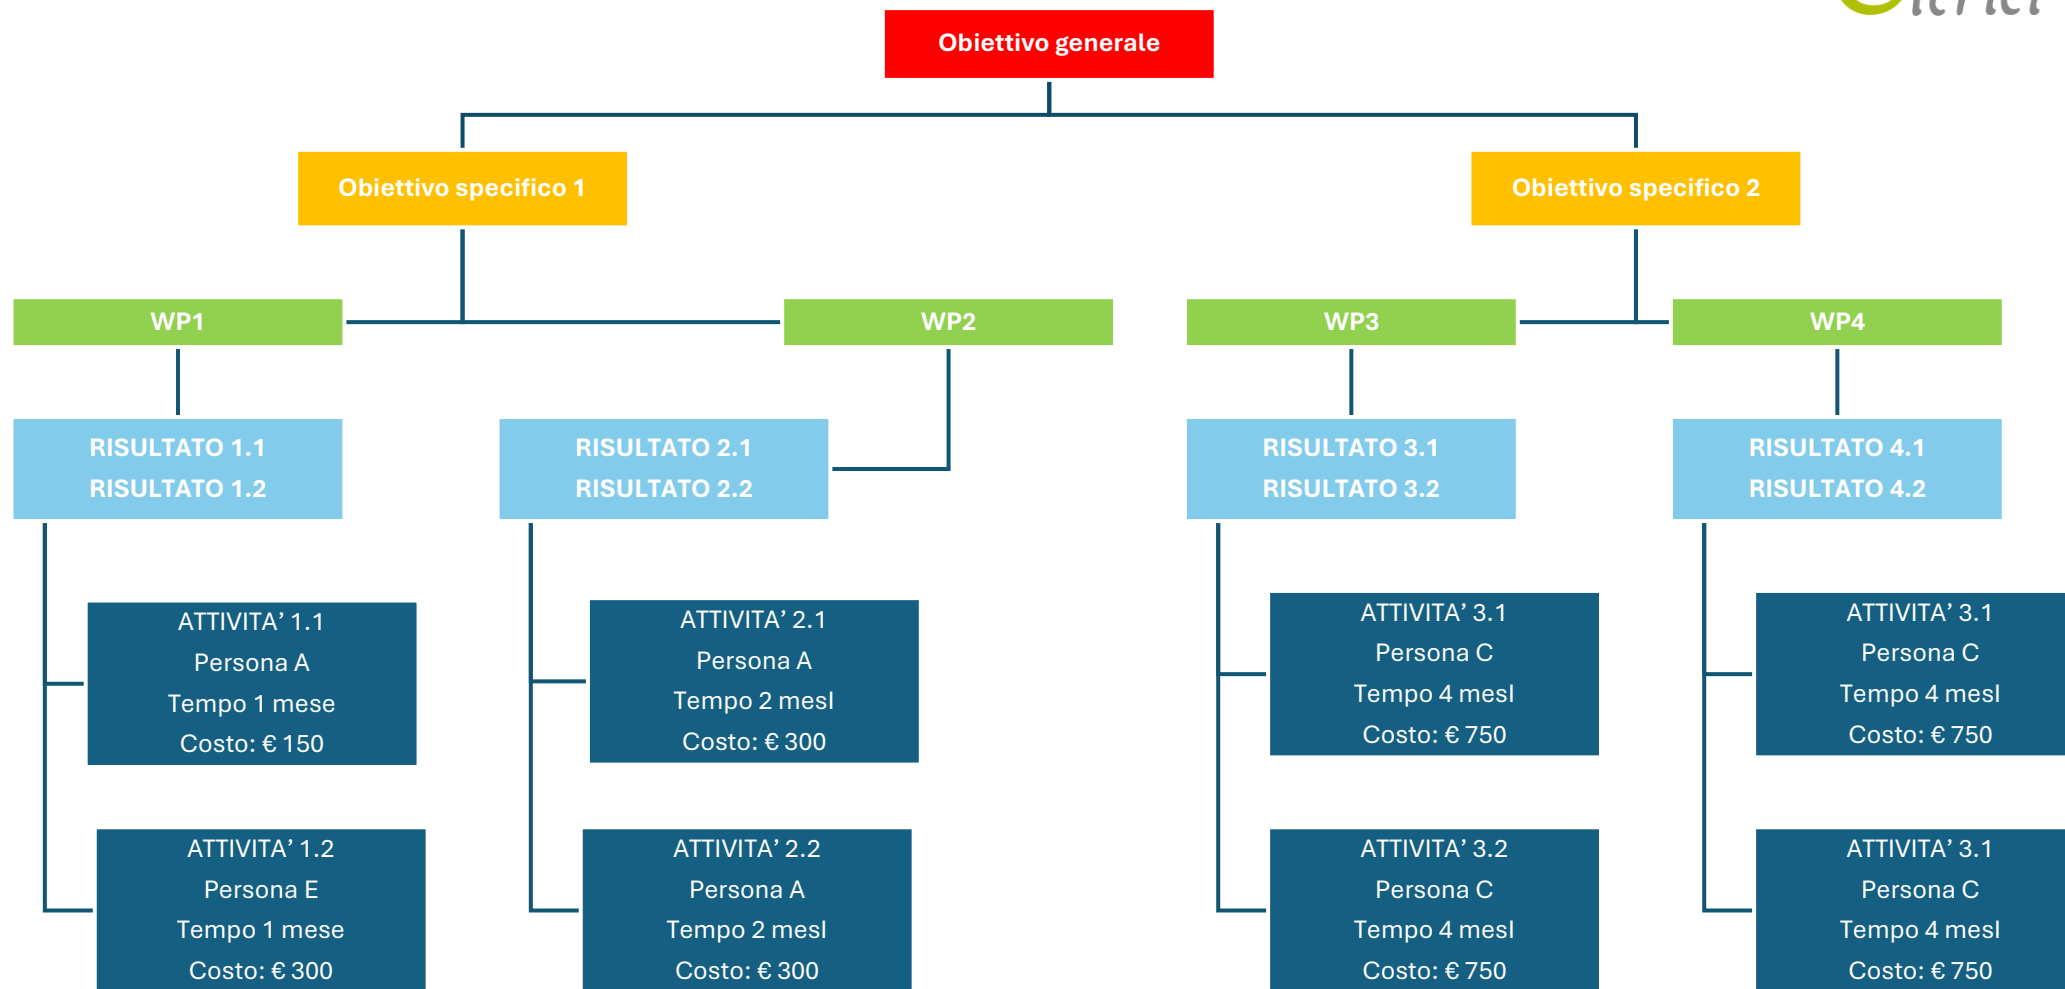 Obiettivo generale
Obiettivo specifico 1
Obiettivo specifico 2
WP1
WP2
WP3
WP4
RISULTATO 1.1
RISULTATO 1.2
RISULTATO 2.1
RISULTATO 2.2
RISULTATO 3.1
RISULTATO 3.2
RISULTATO 4.1
RISULTATO 4.2
ATTIVITA’ 1.1
Persona A
Tempo 1 mese
Costo: € 150
ATTIVITA’ 2.1
Persona A
Tempo 2 mesI
Costo: € 300
ATTIVITA’ 3.1
Persona C
Tempo 4 mesI
Costo: € 750
ATTIVITA’ 3.1
Persona C
Tempo 4 mesI
Costo: € 750
ATTIVITA’ 1.2
Persona E
Tempo 1 mese
Costo: € 300
ATTIVITA’ 2.2
Persona A
Tempo 2 mesI
Costo: € 300
ATTIVITA’ 3.2
Persona C
Tempo 4 mesI
Costo: € 750
ATTIVITA’ 3.1
Persona C
Tempo 4 mesI
Costo: € 750